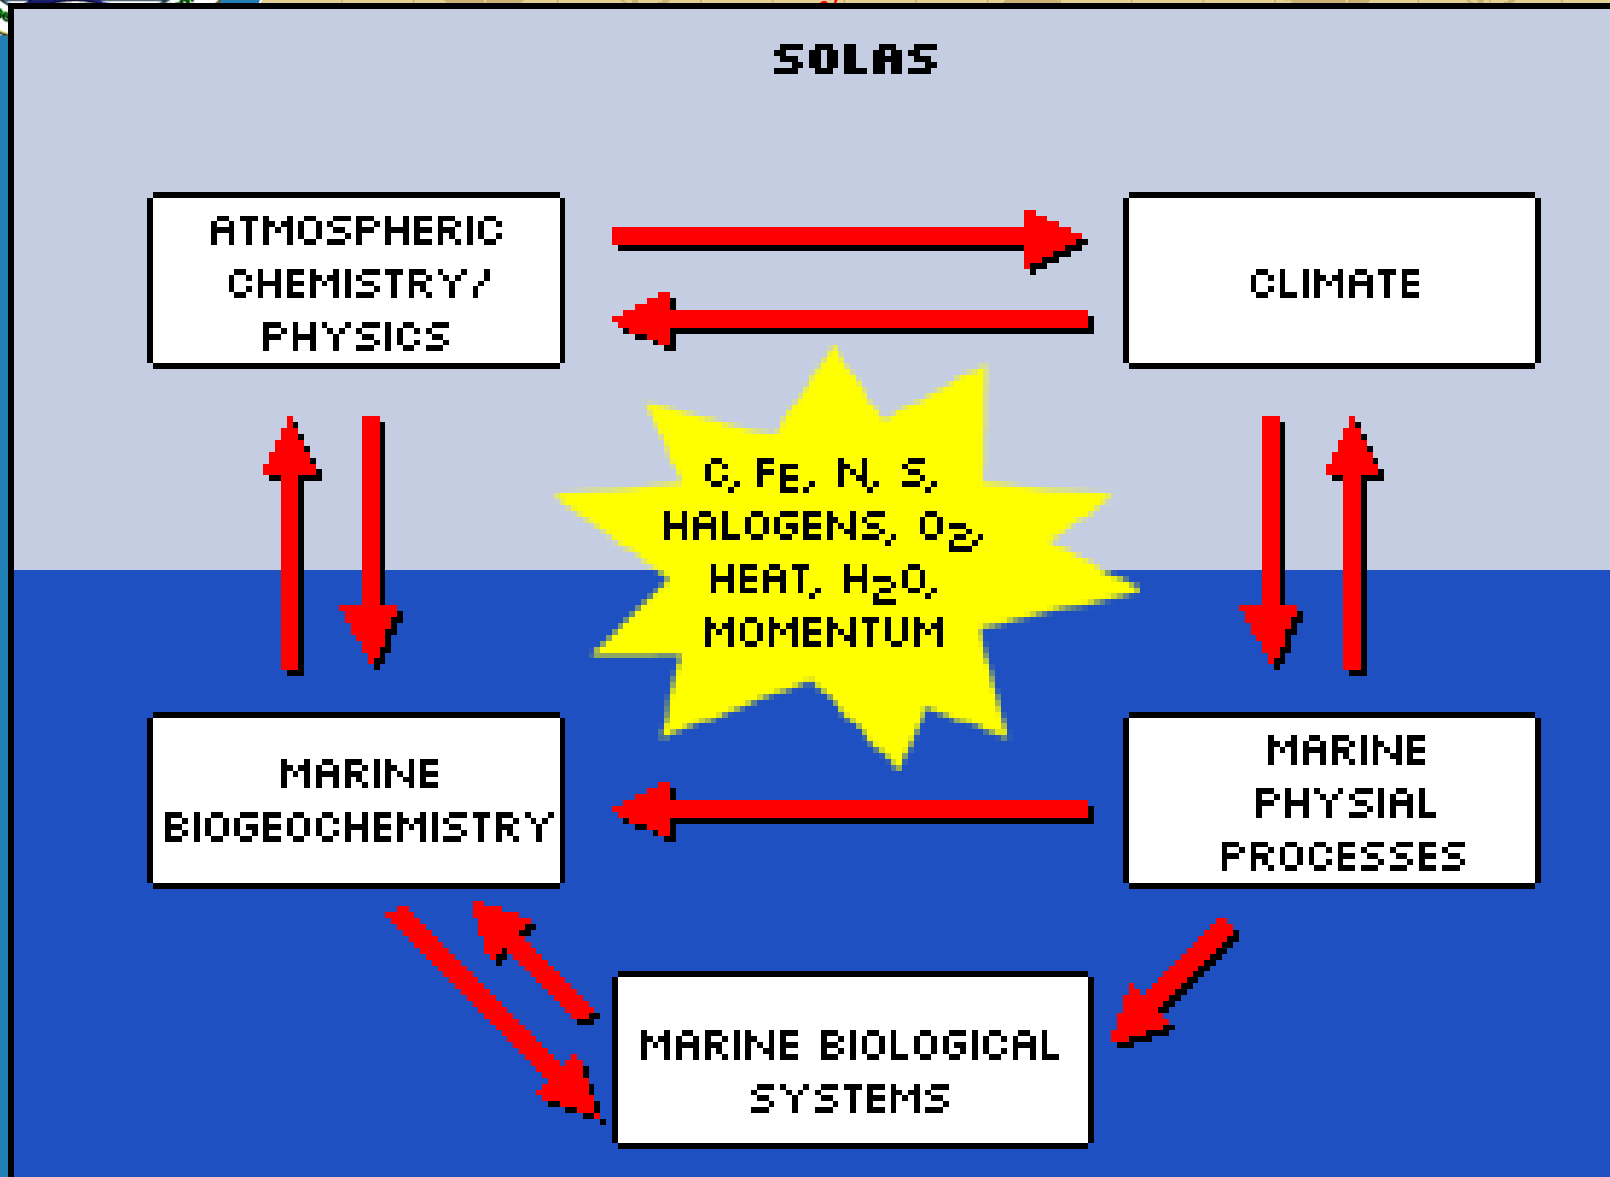 SOLAS
ATMOSPHERIC
CHEMISTRY/
PHYSICS
CLIMATE
C, FE, N, S,
HALOGENS, O2,
HEAT, H2O,
MOMENTUM
MARINE
BIOGEOCHEMISTRY
MARINE
PHYSIAL
PROCESSES
MARINE BIOLOGICAL
SYSTEMS